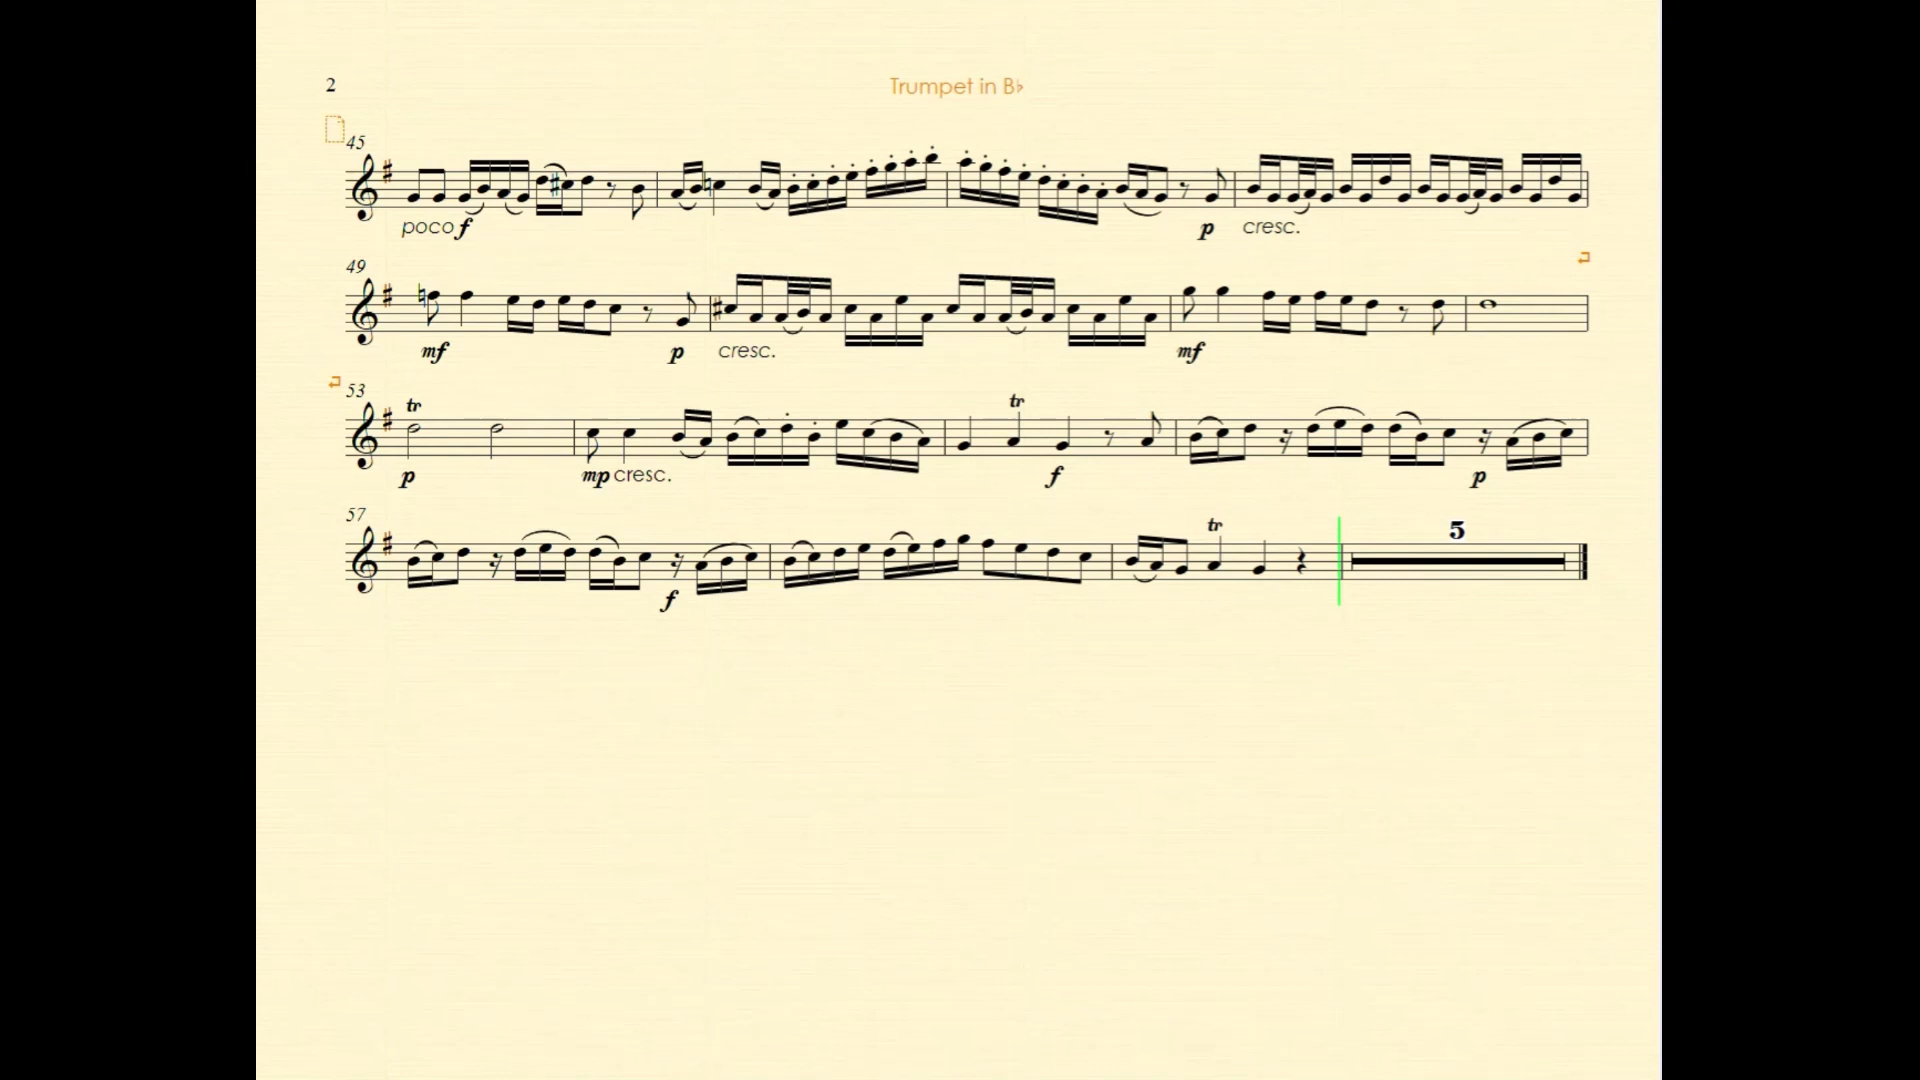 2
Trumpet in B♭
45
poco f p cresc.
49
mf p cresc. mf
53
tr tr
p mp cresc. f p
57
tr 5
f